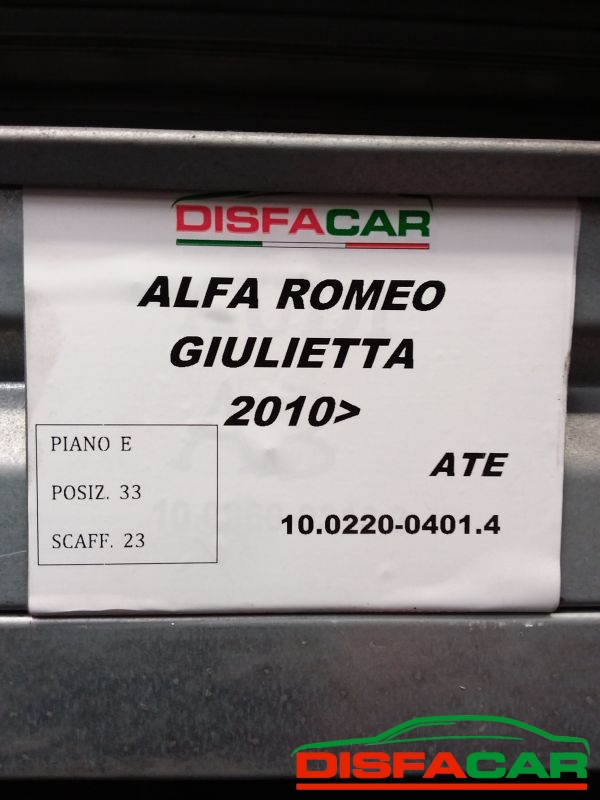 DISFACAR
ALFA ROMEO
GIULIETTA
2010>
PIANO E
POSIZ. 33
SCAFF. 23
ATE
10.0220-0401.4
DISFACAR